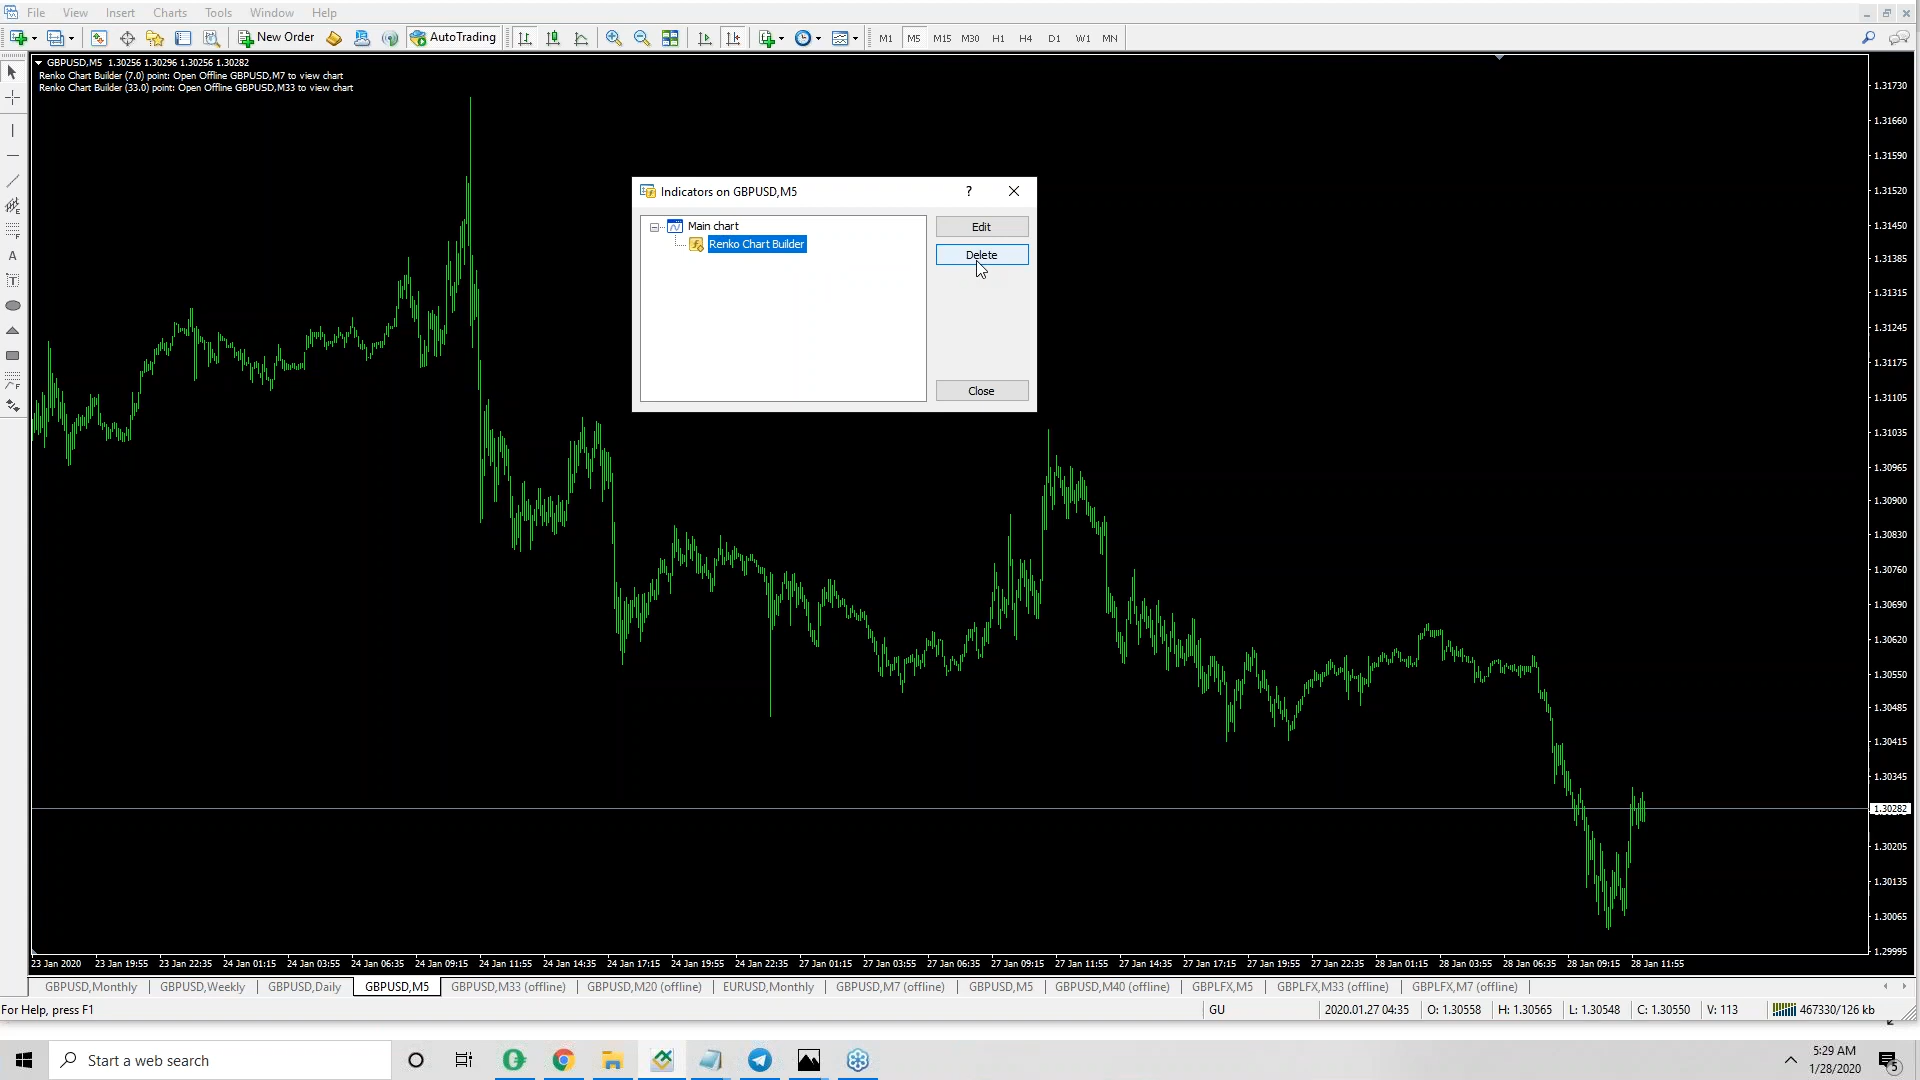 File View Insert Charts Tools Window Help
New Order AutoTrading M1 M5 M15 M30 H1 H4 D1 W1 MN
GBPUSD,M5 1.30256 1.30296 1.30256 1.30282
Renko Chart Builder (7.0) point: Open Offline GBPUSD,M7 to view chart
Renko Chart Builder (33.0) point: Open Offline GBPUSD,M33 to view chart
Indicators on GBPUSD,M5 ?
Main chart
Renko Chart Builder
Edit
Delete
Close
A
T
1.31730
1.31660
1.31590
1.31520
1.31450
1.31385
1.31315
1.31245
1.31175
1.31105
1.31035
1.30965
1.30900
1.30830
1.30760
1.30690
1.30620
1.30550
1.30485
1.30415
1.30345
1.30282
1.30205
1.30135
1.30065
1.29995
23 Jan 2020 23 Jan 19:55 23 Jan 22:35 24 Jan 01:15 24 Jan 03:55 24 Jan 06:35 24 Jan 09:15 24 Jan 11:55 24 Jan 14:35 24 Jan 17:15 24 Jan 19:55 24 Jan 22:35 27 Jan 01:15 27 Jan 03:55 27 Jan 06:35 27 Jan 09:15 27 Jan 11:55 27 Jan 14:35 27 Jan 17:15 27 Jan 19:55 27 Jan 22:35 28 Jan 01:15 28 Jan 03:55 28 Jan 06:35 28 Jan 09:15 28 Jan 11:55
GBPUSD,Monthly GBPUSD,Weekly GBPUSD,Daily GBPUSD,M5 GBPUSD,M33 (offline) GBPUSD,M20 (offline) EURUSD,Monthly GBPUSD,M7 (offline) GBPUSD,M5 GBPUSD,M40 (offline) GBPLFX,M5 GBPLFX,M33 (offline) GBPLFX,M7 (offline)
For Help, press F1 GU 2020.01.27 04:35 O: 1.30558 H: 1.30565 L: 1.30548 C: 1.30550 V: 113 467330/126 kb
Start a web search
5:29 AM
1/28/2020
5